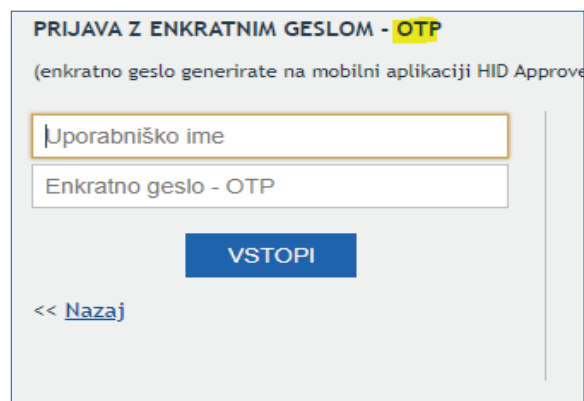 PRIJAVA Z ENKRATNIM GESLOM - OTP
(enkratno geslo generirate na mobilni aplikaciji HID Approve
Uporabniško ime
Enkratno geslo - OTP
VSTOPI
<< Nazaj